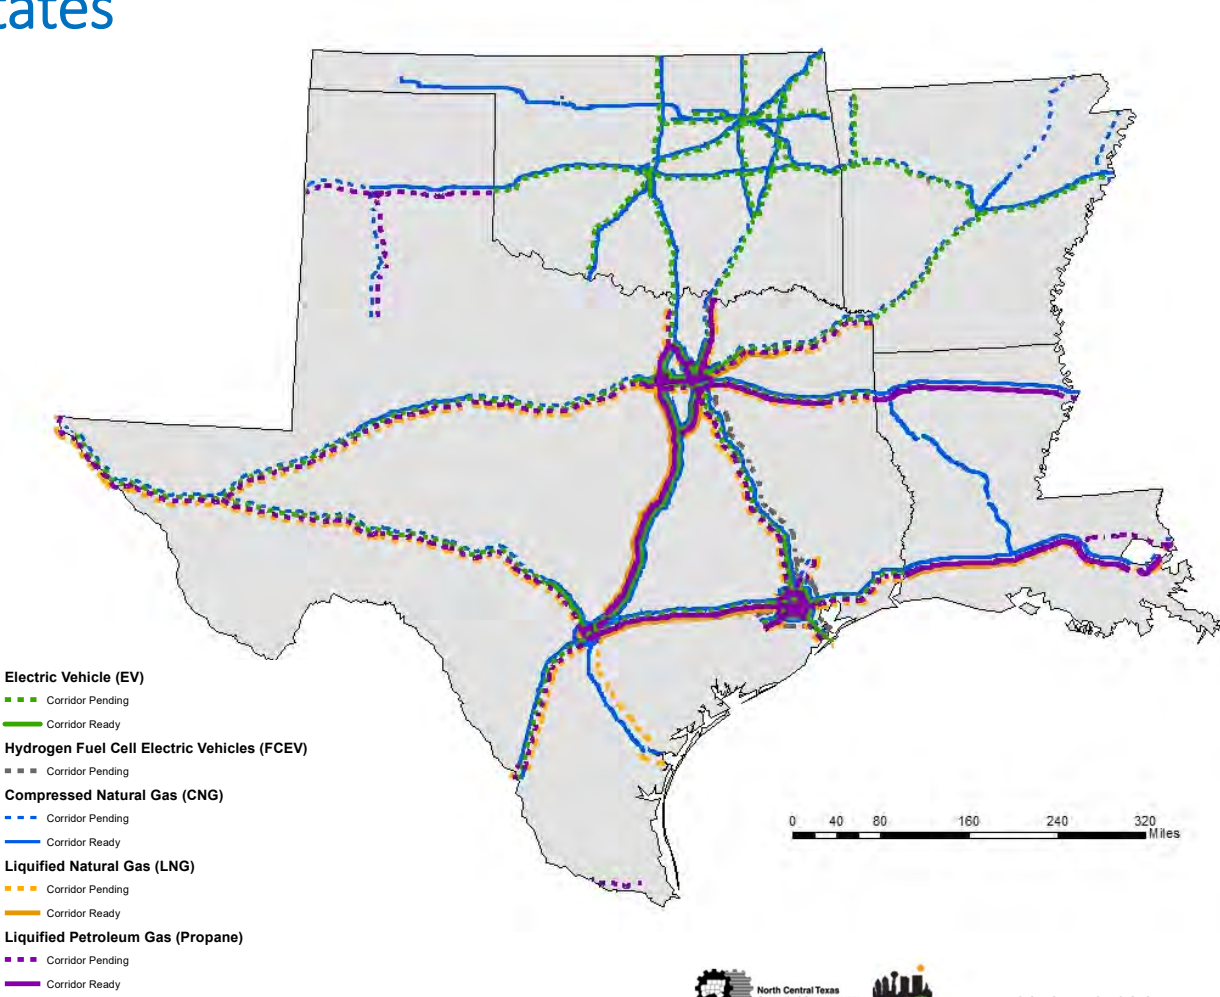 tates
Electric Vehicle (EV)
Corridor Pending
Corridor Ready
Hydrogen Fuel Cell Electric Vehicles (FCEV)
Corridor Pending
Compressed Natural Gas (CNG)
Corridor Pending
Corridor Ready
Liquified Natural Gas (LNG)
Corridor Pending
Corridor Ready
Liquified Petroleum Gas (Propane)
Corridor Pending
Corridor Ready
0 40 80 160 240 320
Miles
North Central Texas